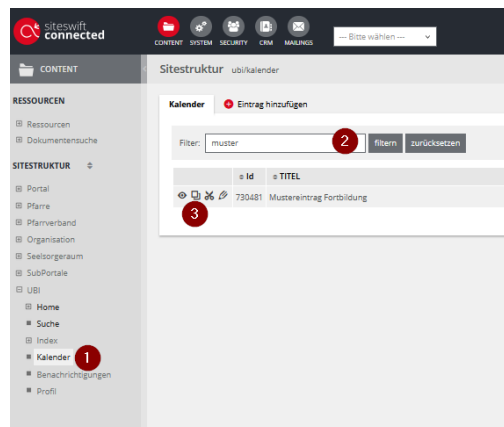 siteswift
connected
CONTENT SYSTEM SECURITY CRM MAILINGS
--- Bitte wählen ---
CONTENT
Sitestruktur ubi/kalender
RESSOURCEN
Ressourcen
Dokumentensuche
SITESTRUKTUR
Portal
Pfarre
Pfarrverband
Organisation
Seelsorgeraum
SubPortale
UBI
Home
Suche
Index
Kalender 1
Benachrichtigungen
Profil
Kalender Eintrag hinzufügen
Filter: muster 2 filtern zurücksetzen
Id TITEL
730481 Mustereintrag Fortbildung
3